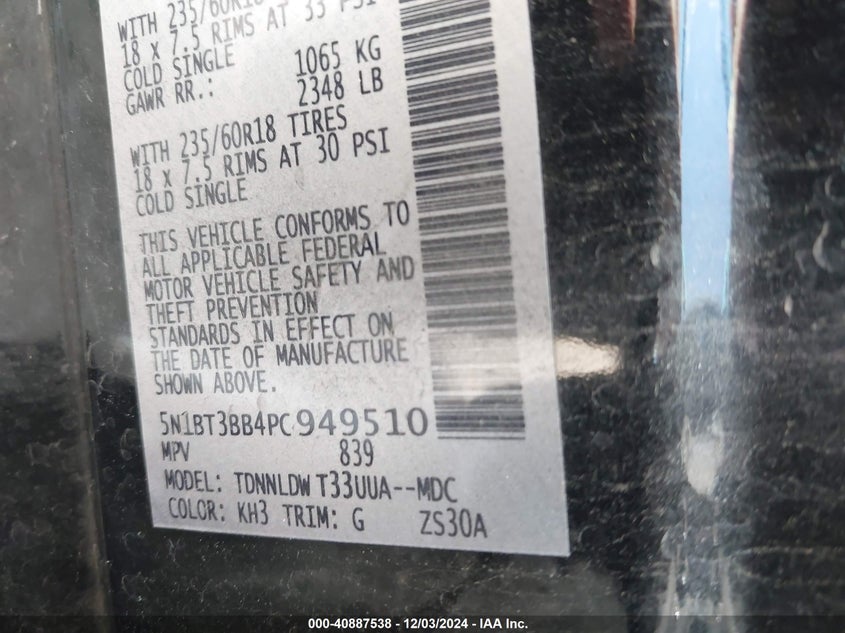 WITH 235/60R18
18 X 7.5 RIMS AT 33 PSI
COLD SINGLE
GAWR RR.: 1065 KG
2348 LB
WITH 235/60R18 TIRES
18 X 7.5 RIMS AT 30 PSI
COLD SINGLE
THIS VEHICLE CONFORMS TO
ALL APPLICABLE FEDERAL
MOTOR VEHICLE SAFETY AND
THEFT PREVENTION
STANDARDS IN EFFECT ON
THE DATE OF MANUFACTURE
SHOWN ABOVE.
5N1BT3BB4PC949510
MPV 839
MODEL: TDNNLDW T33UUA--MDC
COLOR: KH3 TRIM: G ZS30A
000-40887538 - 12/03/2024 - IAA Inc.